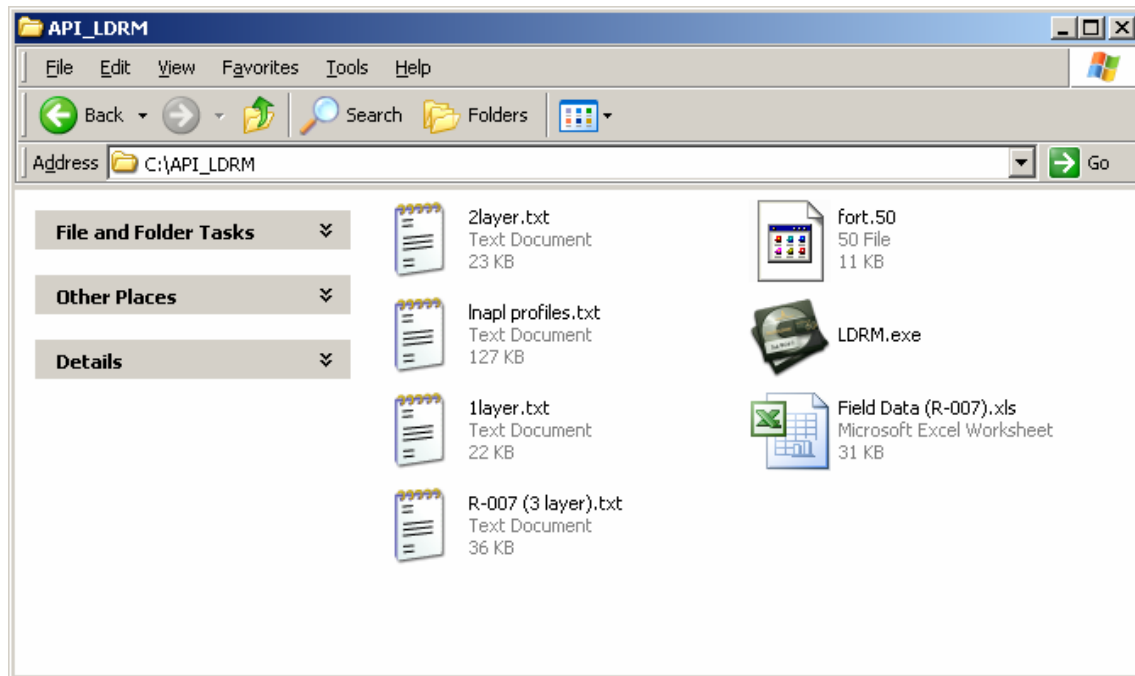 API_LDRM
File Edit View Favorites Tools Help
Back Search Folders
Address C:\API_LDRM Go
File and Folder Tasks
Other Places
Details
2layer.txt
Text Document
23 KB
lnapl profiles.txt
Text Document
127 KB
1layer.txt
Text Document
22 KB
R-007 (3 layer).txt
Text Document
36 KB
fort.50
50 File
11 KB
LDRM.exe
Field Data (R-007).xls
Microsoft Excel Worksheet
31 KB